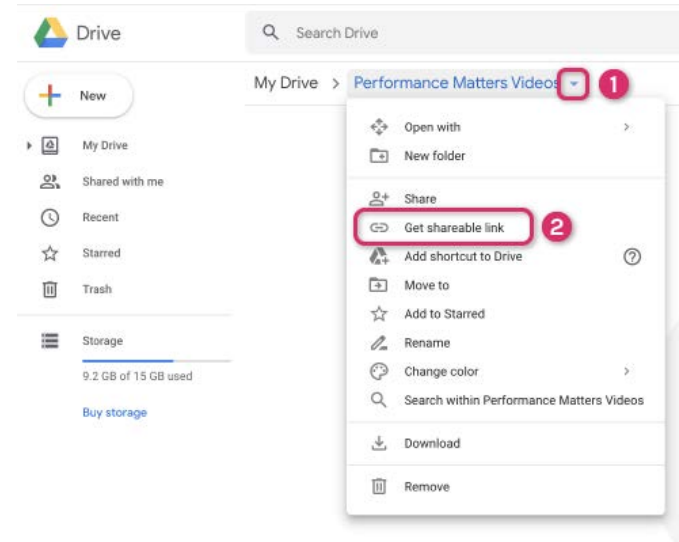 Drive
Search Drive
New
My Drive > Performance Matters Videos 1
My Drive
Shared with me
Recent
Starred
Trash
Storage
9.2 GB of 15 GB used
Buy storage
Open with >
New folder
Share
Get shareable link 2
Add shortcut to Drive ?
Move to
Add to Starred
Rename
Change color >
Search within Performance Matters Videos
Download
Remove